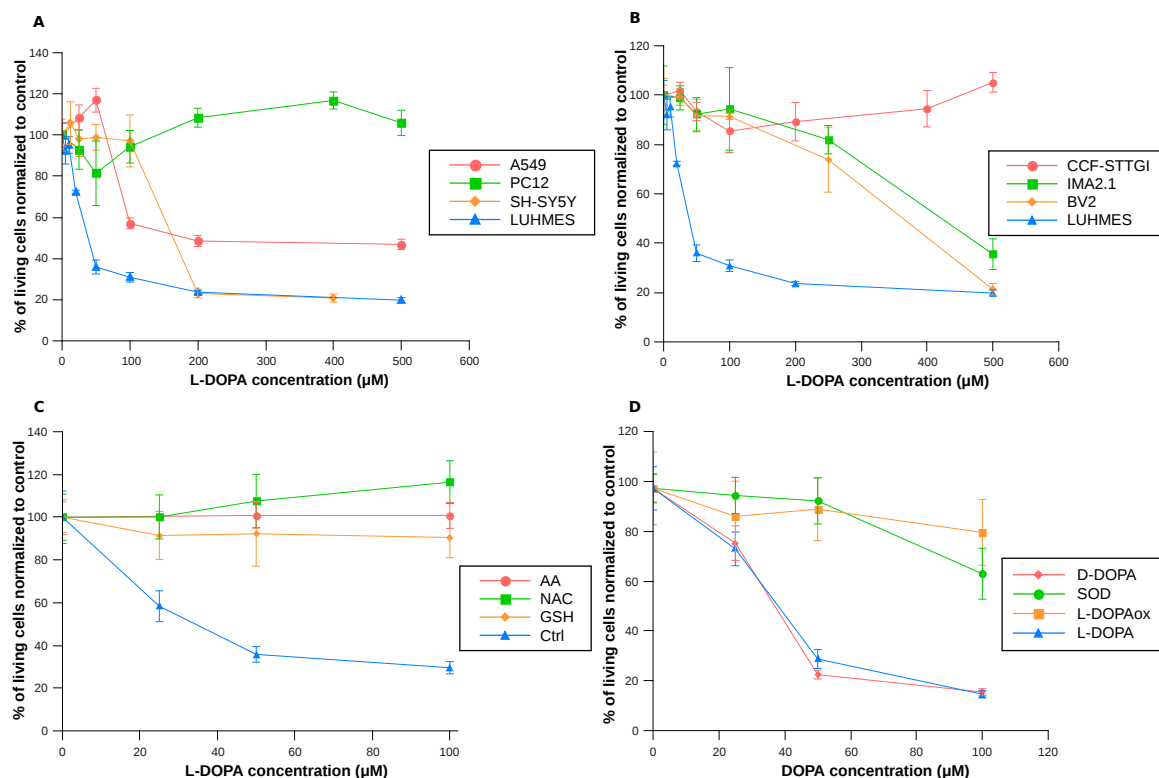 A
% of living cells normalized to control
140
120
100
80
60
40
20
0
0
100
200
300
400
500
600
L-DOPA concentration (µM)
A549
PC12
SH-SY5Y
LUHMES
B
% of living cells normalized to control
120
100
80
60
40
20
0
0
100
200
300
400
500
600
L-DOPA concentration (µM)
CCF-STTGI
IMA2.1
BV2
LUHMES
C
% of living cells normalized to control
140
120
100
80
60
40
20
0
0
20
40
60
80
100
L-DOPA concentration (µM)
AA
NAC
GSH
Ctrl
D
% of living cells normalized to control
120
100
80
60
40
20
0
0
20
40
60
80
100
120
DOPA concentration (µM)
D-DOPA
SOD
L-DOPAox
L-DOPA